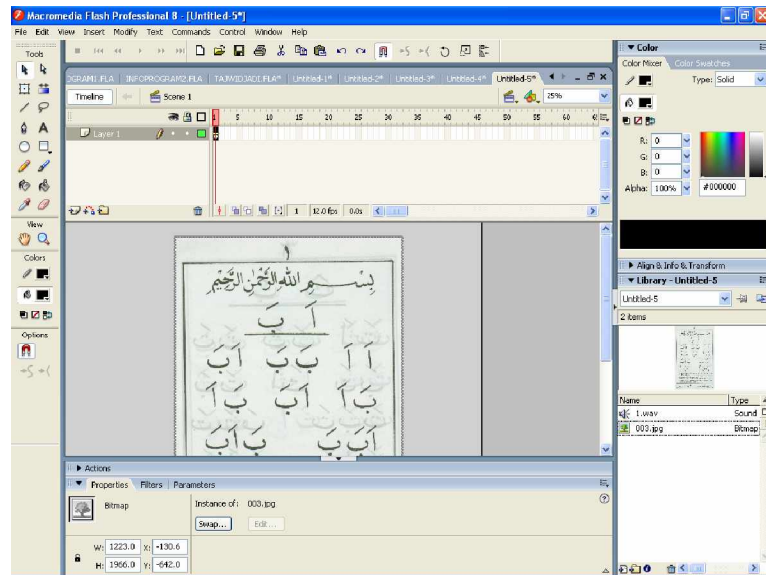 Macromedia Flash Professional 8 - [Untitled-5*]
File Edit View Insert Modify Text Commands Control Window Help
Tools
OGRAM1.FLA INFOPROGRAM2.FLA TAJWIDJADI.FLA* Untitled-1* Untitled-2* Untitled-3* Untitled-4* Untitled-5*
Timeline Scene 1 25%
1 5 10 15 20 25 30 35 40 45 50 55 60
Layer 1
1 12.0 fps 0.0s
View
Colors
Options
١
بِسْــمِ اللهِ الرَّحْمٰنِ الرَّحِيْمِ
اَ بَ
اَ اَ بَ بَ اَ بَ
بَ اَ اَ بَ بَ اَ
اَ بَ بَ بَ اَ بَ
Actions
Properties Filters Parameters
Bitmap Instance of: 003.jpg
Swap... Edit...
W: 1223.0 X: -130.6
H: 1966.0 Y: -642.0
Color
Color Mixer Color Swatches
Type: Solid
R: 0
G: 0
B: 0
Alpha: 100% #000000
Align & Info & Transform
Library - Untitled-5
Untitled-5
2 items
Name Type
1.wav Sound
003.jpg Bitmap